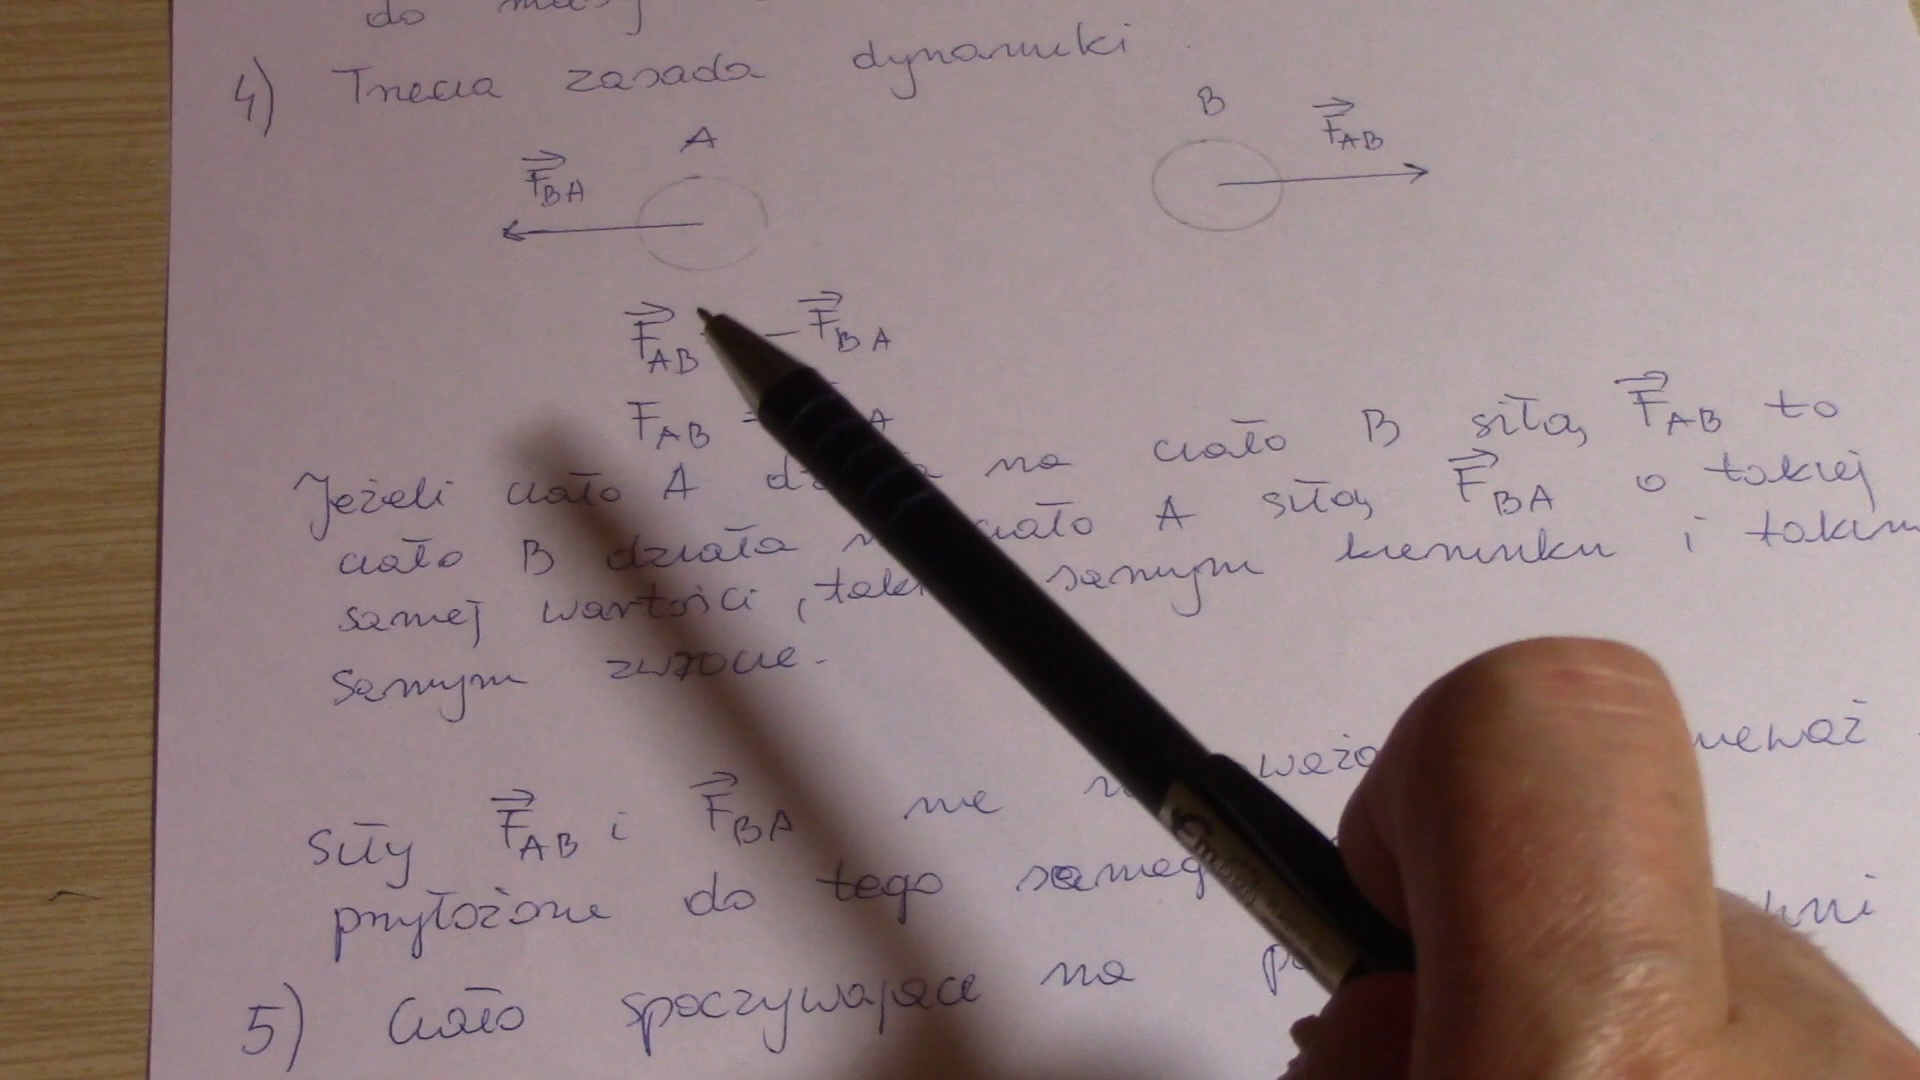 do
4) Trzecia zasada dynamiki
A B
F_BA F_AB
F_AB - F_BA
F_AB = A
Jeżeli ciało A na ciało B siłą F_AB to
ciało B działa ciało A siłą F_BA o takiej
samej wartości, samym kierunku i takim
samym zwrocie.
Siły F_AB i F_BA nie
przyłożone do tego
5) Ciało spoczywające na